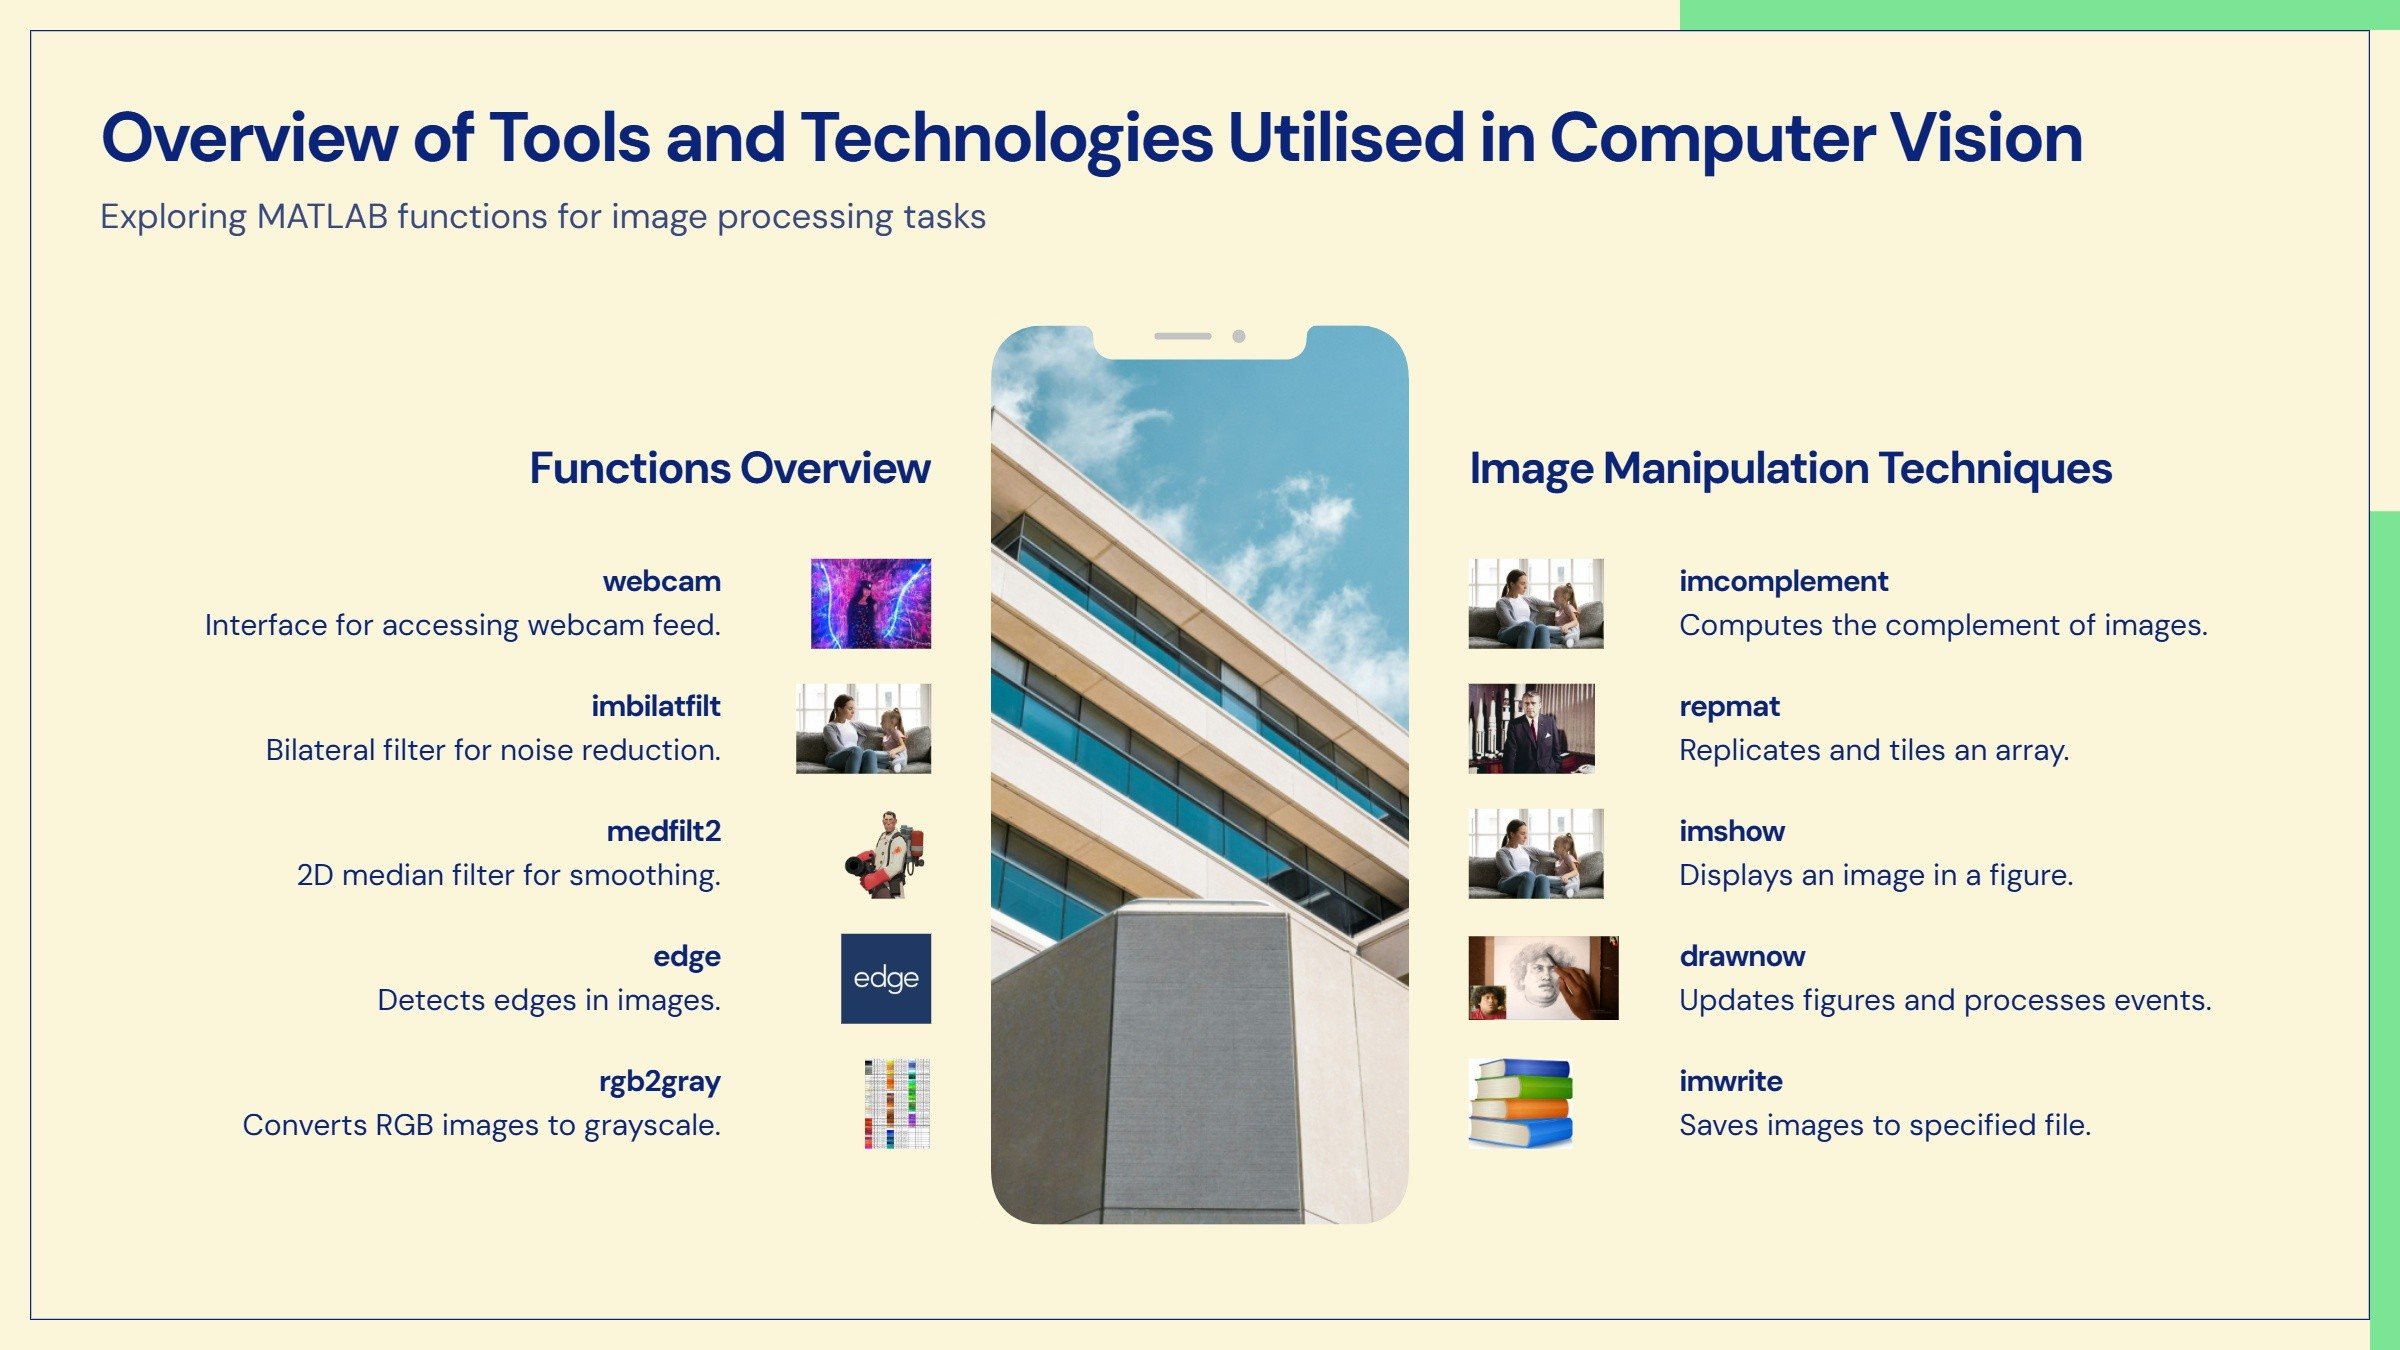 Overview of Tools and Technologies Utilised in Computer Vision
Exploring MATLAB functions for image processing tasks
Functions Overview
webcam
Interface for accessing webcam feed.
imbilatfilt
Bilateral filter for noise reduction.
medfilt2
2D median filter for smoothing.
edge
Detects edges in images.
edge
rgb2gray
Converts RGB images to grayscale.
Image Manipulation Techniques
imcomplement
Computes the complement of images.
repmat
Replicates and tiles an array.
imshow
Displays an image in a figure.
drawnow
Updates figures and processes events.
imwrite
Saves images to specified file.